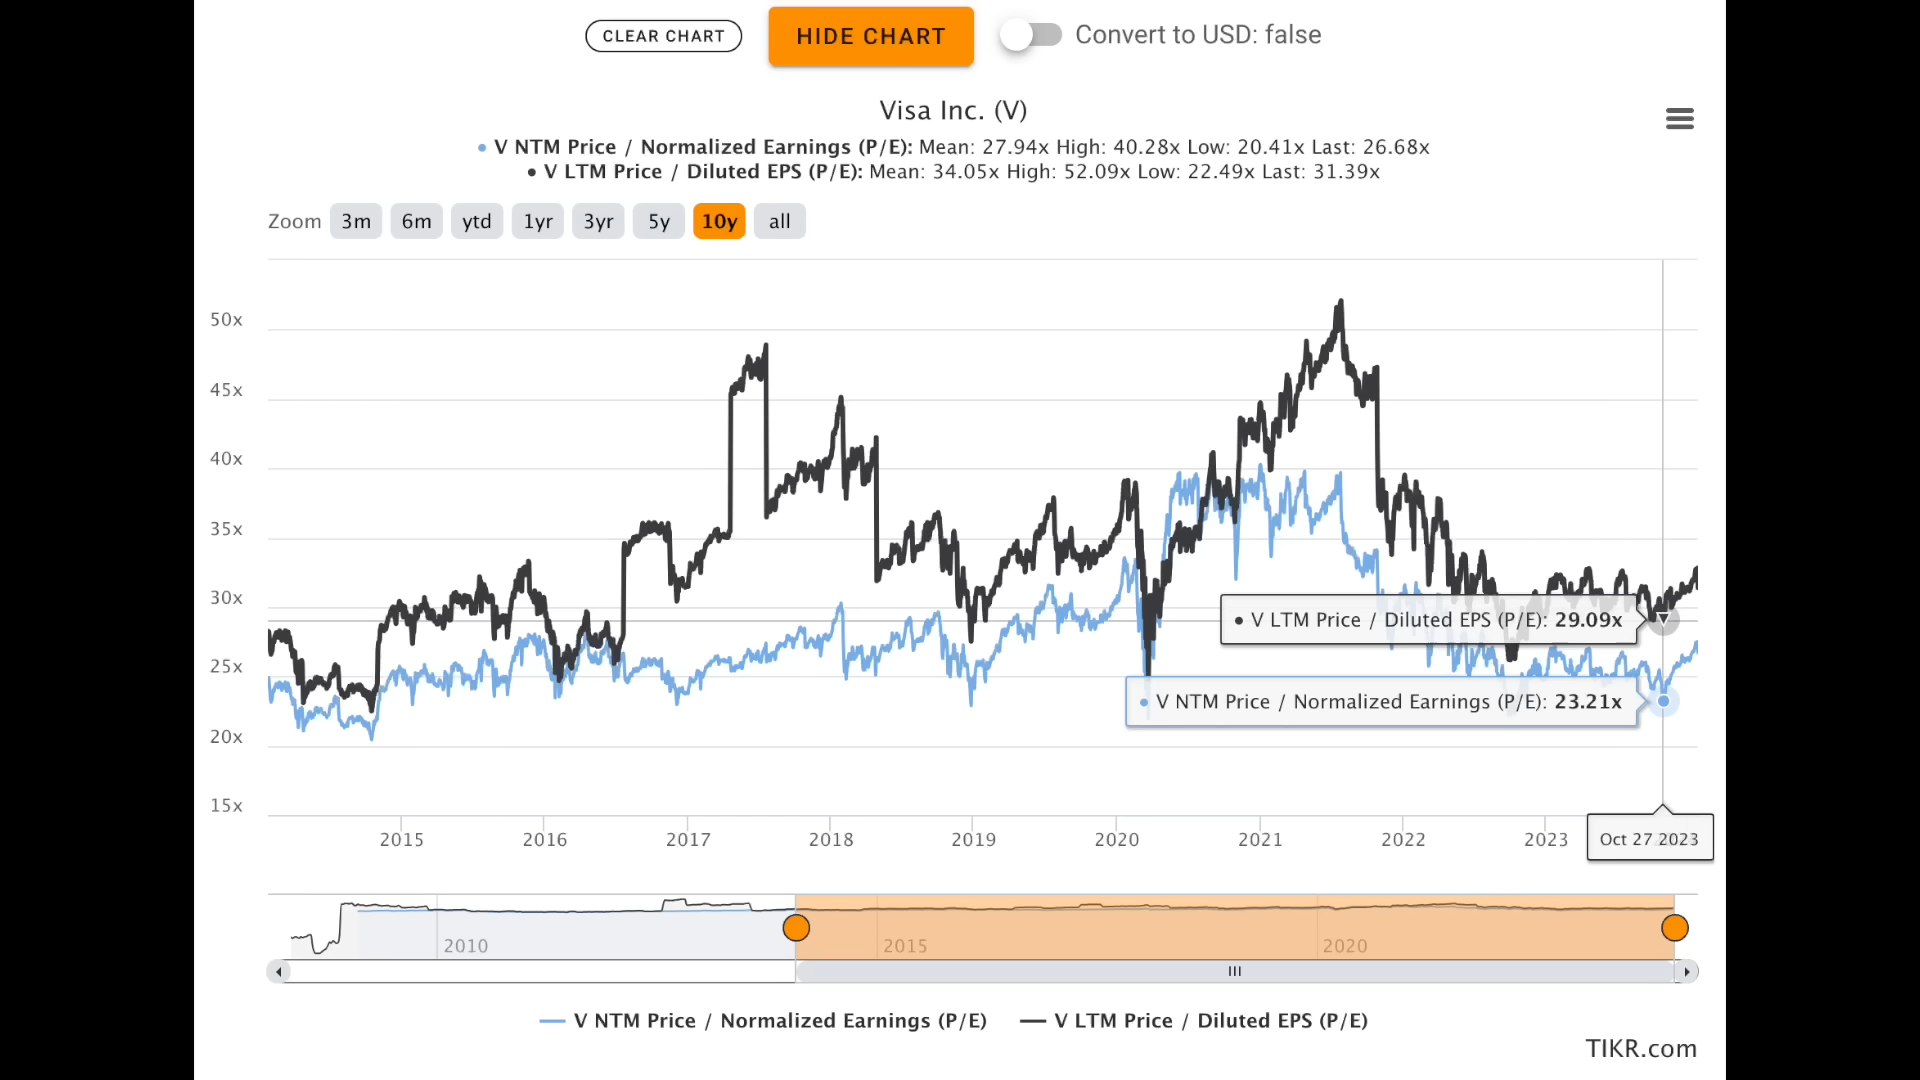 CLEAR CHART HIDE CHART Convert to USD: false
Visa Inc. (V)
V NTM Price / Normalized Earnings (P/E): Mean: 27.94x High: 40.28x Low: 20.41x Last: 26.68x
V LTM Price / Diluted EPS (P/E): Mean: 34.05x High: 52.09x Low: 22.49x Last: 31.39x
Zoom 3m 6m ytd 1yr 3yr 5y 10y all
50x
45x
40x
35x
30x
V LTM Price / Diluted EPS (P/E): 29.09x
25x
V NTM Price / Normalized Earnings (P/E): 23.21x
20x
15x
2015 2016 2017 2018 2019 2020 2021 2022 2023 Oct 27 2023
2010 2015 2020
V NTM Price / Normalized Earnings (P/E) V LTM Price / Diluted EPS (P/E)
TIKR.com